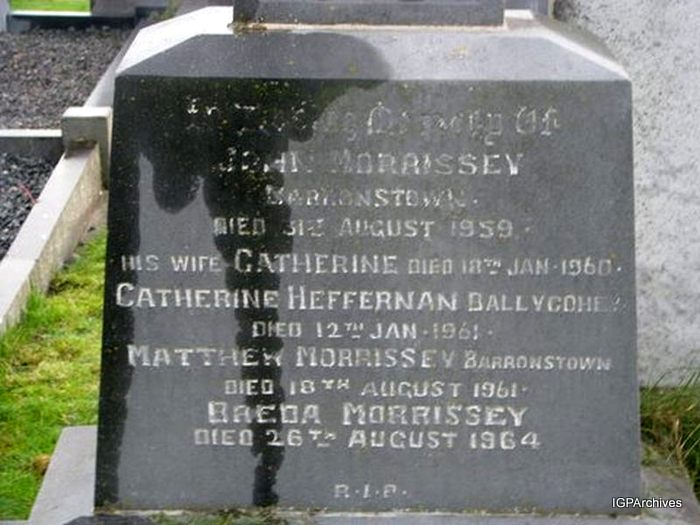 In Loving Memory Of
JOHN MORRISSEY
BARRONSTOWN.
DIED 31ST AUGUST 1959.
HIS WIFE CATHERINE DIED 18TH JAN·1960·
CATHERINE HEFFERNAN BALLYCOHEY
DIED 12TH JAN·1961·
MATTHEW MORRISSEY BARRONSTOWN
DIED 18TH AUGUST 1961·
BREDA MORRISSEY
DIED 26TH AUGUST 1964
R·I·P·
IGPArchives